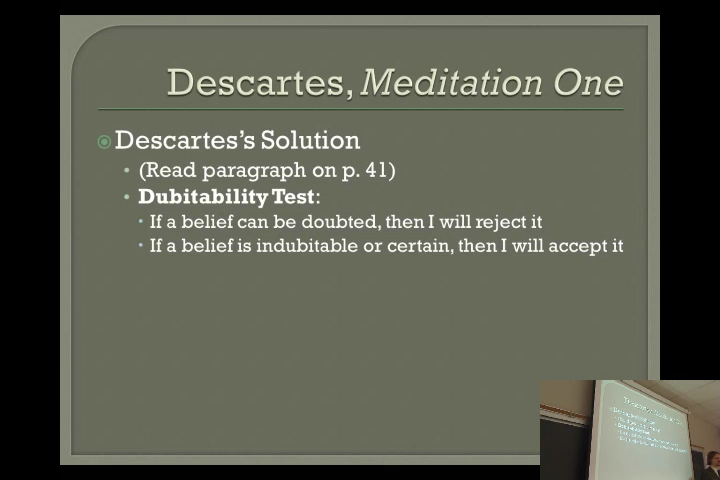 Descartes, Meditation One
Descartes's Solution
(Read paragraph on p. 41)
Dubitability Test:
If a belief can be doubted, then I will reject it
If a belief is indubitable or certain, then I will accept it